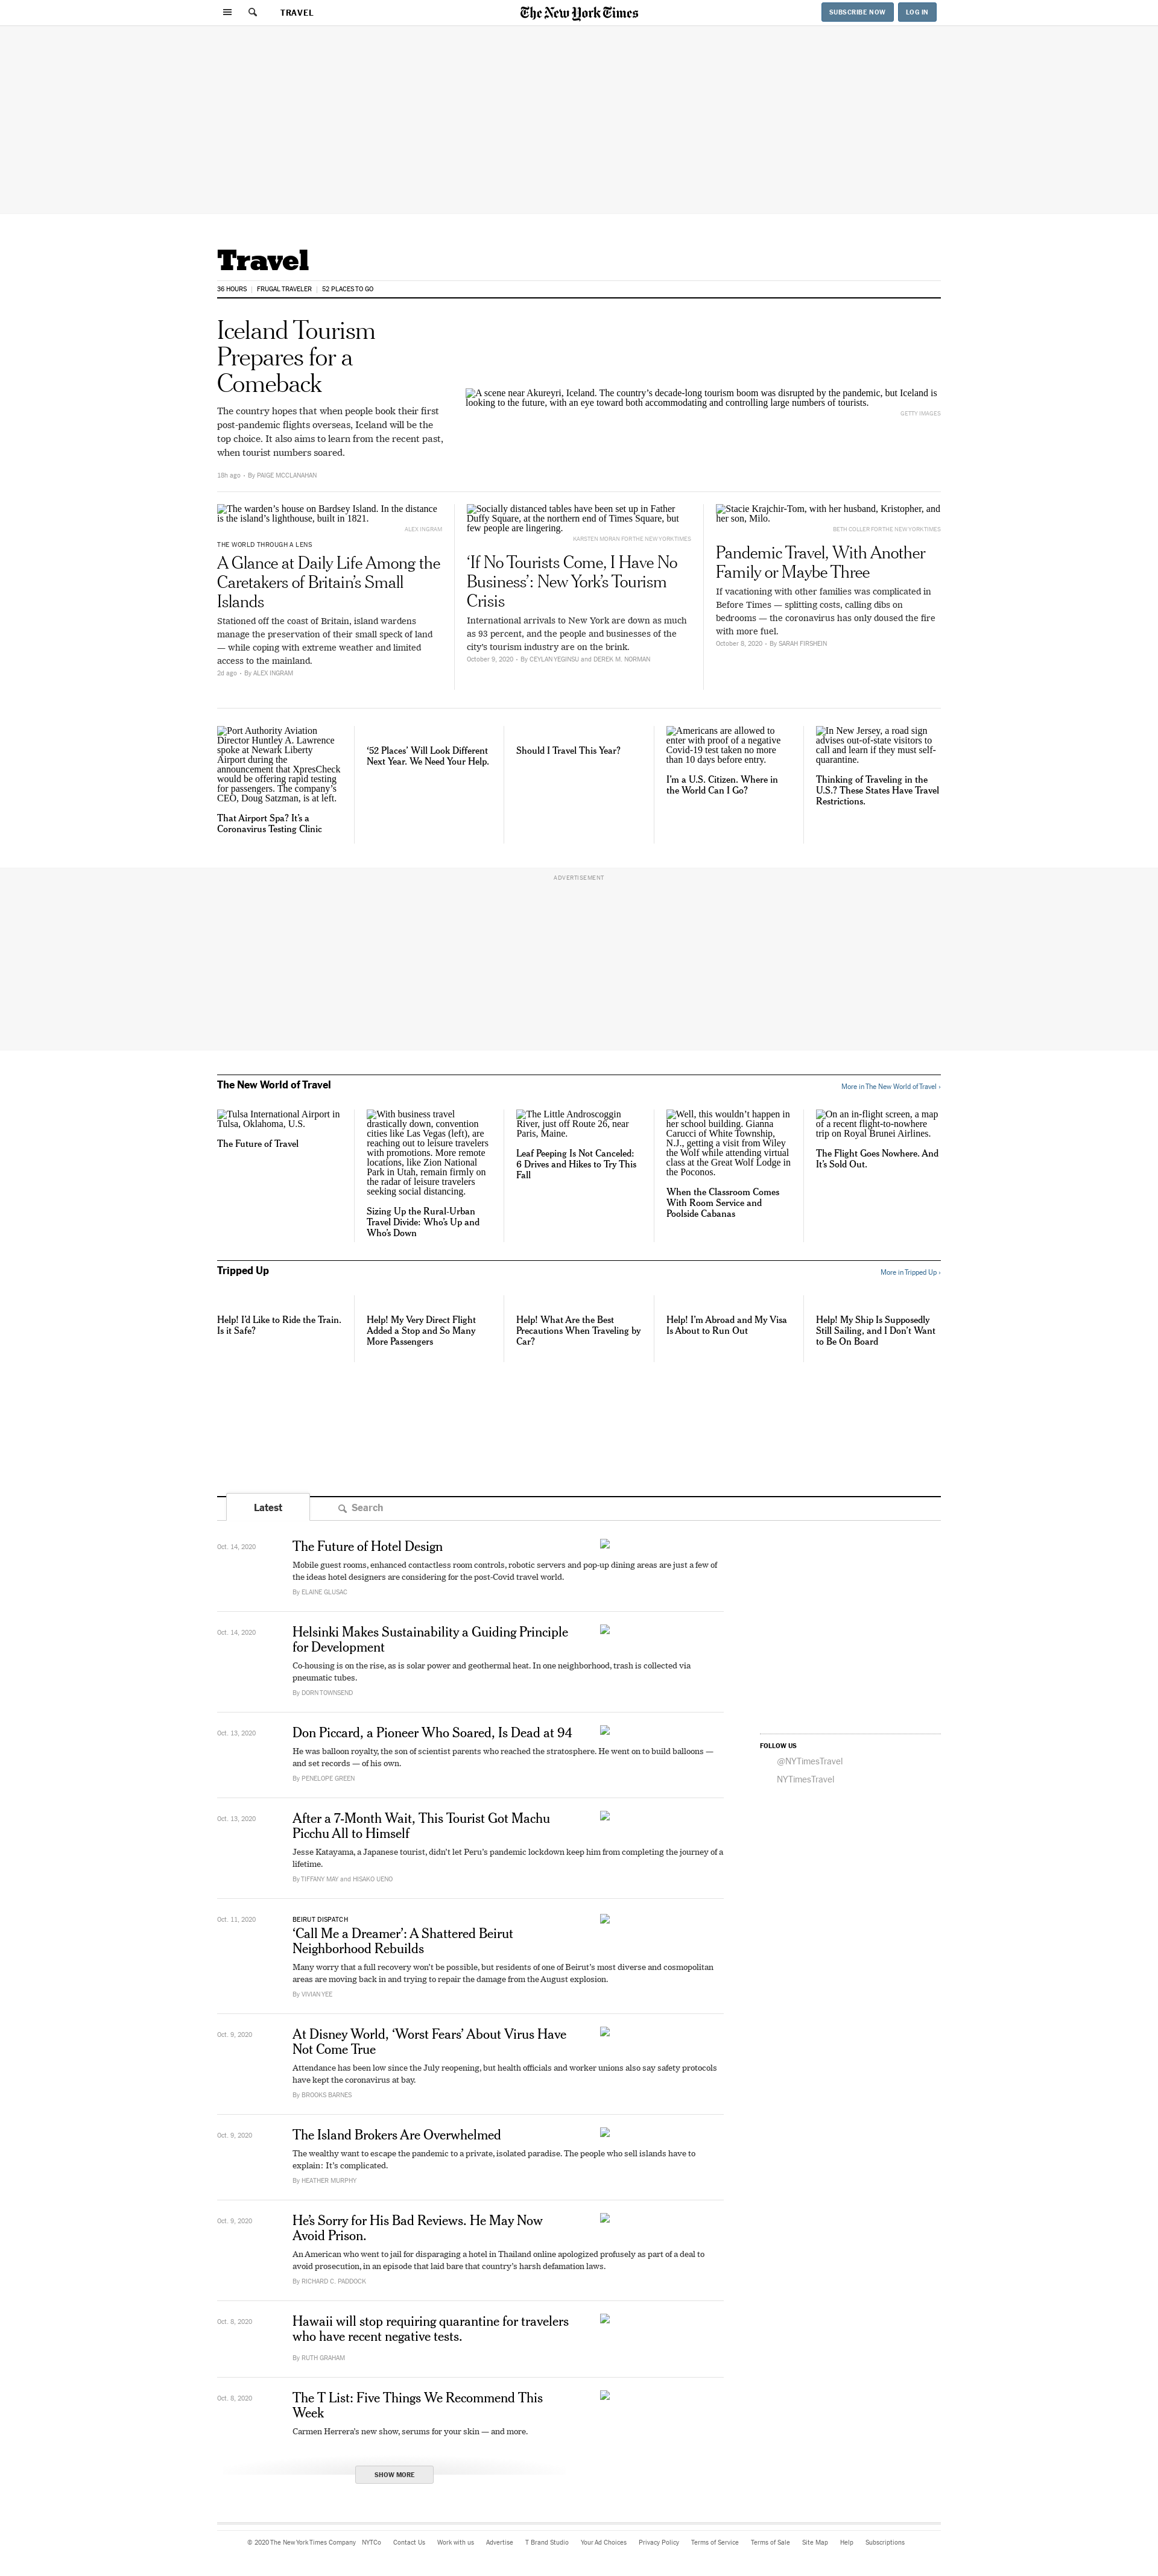 TRAVEL
The New York Times
SUBSCRIBE NOW
LOG IN
Travel
36 HOURS | FRUGAL TRAVELER | 52 PLACES TO GO
Iceland Tourism
Prepares for a
Comeback
The country hopes that when people book their first
post-pandemic flights overseas, Iceland will be the
top choice. It also aims to learn from the recent past,
when tourist numbers soared.
18h ago • By PAIGE MCCLANAHAN
A scene near Akureyri, Iceland. The country’s decade-long tourism boom was disrupted by the pandemic, but Iceland is
looking to the future, with an eye toward both accommodating and controlling large numbers of tourists.
GETTY IMAGES
The warden’s house on Bardsey Island. In the distance
is the island’s lighthouse, built in 1821.
ALEX INGRAM
THE WORLD THROUGH A LENS
A Glance at Daily Life Among the
Caretakers of Britain’s Small
Islands
Stationed off the coast of Britain, island wardens
manage the preservation of their small speck of land
— while coping with extreme weather and limited
access to the mainland.
2d ago • By ALEX INGRAM
Socially distanced tables have been set up in Father
Duffy Square, at the northern end of Times Square, but
few people are lingering.
KARSTEN MORAN FOR THE NEW YORK TIMES
‘If No Tourists Come, I Have No
Business’: New York’s Tourism
Crisis
International arrivals to New York are down as much
as 93 percent, and the people and businesses of the
city’s tourism industry are on the brink.
October 9, 2020 • By CEYLAN YEGINSU and DEREK M. NORMAN
Stacie Krajchir-Tom, with her husband, Kristopher, and
her son, Milo.
BETH COLLER FOR THE NEW YORK TIMES
Pandemic Travel, With Another
Family or Maybe Three
If vacationing with other families was complicated in
Before Times — splitting costs, calling dibs on
bedrooms — the coronavirus has only doused the fire
with more fuel.
October 8, 2020 • By SARAH FIRSHEIN
Port Authority Aviation
Director Huntley A. Lawrence
spoke at Newark Liberty
Airport during the
announcement that XpresCheck
would be offering rapid testing
for passengers. The company’s
CEO, Doug Satzman, is at left.
That Airport Spa? It’s a
Coronavirus Testing Clinic
‘52 Places’ Will Look Different
Next Year. We Need Your Help.
Should I Travel This Year?
Americans are allowed to
enter with proof of a negative
Covid-19 test taken no more
than 10 days before entry.
I’m a U.S. Citizen. Where in
the World Can I Go?
In New Jersey, a road sign
advises out-of-state visitors to
call and learn if they must self-
quarantine.
Thinking of Traveling in the
U.S.? These States Have Travel
Restrictions.
ADVERTISEMENT
The New World of Travel
More in The New World of Travel ›
Tulsa International Airport in
Tulsa, Oklahoma, U.S.
The Future of Travel
With business travel
drastically down, convention
cities like Las Vegas (left), are
reaching out to leisure travelers
with promotions. More remote
locations, like Zion National
Park in Utah, remain firmly on
the radar of leisure travelers
seeking social distancing.
Sizing Up the Rural-Urban
Travel Divide: Who’s Up and
Who’s Down
The Little Androscoggin
River, just off Route 26, near
Paris, Maine.
Leaf Peeping Is Not Canceled:
6 Drives and Hikes to Try This
Fall
Well, this wouldn’t happen in
her school building. Gianna
Carucci of White Township,
N.J., getting a visit from Wiley
the Wolf while attending virtual
class at the Great Wolf Lodge in
the Poconos.
When the Classroom Comes
With Room Service and
Poolside Cabanas
On an in-flight screen, a map
of a recent flight-to-nowhere
trip on Royal Brunei Airlines.
The Flight Goes Nowhere. And
It’s Sold Out.
Tripped Up
More in Tripped Up ›
Help! I’d Like to Ride the Train.
Is it Safe?
Help! My Very Direct Flight
Added a Stop and So Many
More Passengers
Help! What Are the Best
Precautions When Traveling by
Car?
Help! I’m Abroad and My Visa
Is About to Run Out
Help! My Ship Is Supposedly
Still Sailing, and I Don’t Want
to Be On Board
Latest
Search
Oct. 14, 2020
The Future of Hotel Design
Mobile guest rooms, enhanced contactless room controls, robotic servers and pop-up dining areas are just a few of
the ideas hotel designers are considering for the post-Covid travel world.
By ELAINE GLUSAC
Oct. 14, 2020
Helsinki Makes Sustainability a Guiding Principle
for Development
Co-housing is on the rise, as is solar power and geothermal heat. In one neighborhood, trash is collected via
pneumatic tubes.
By DORN TOWNSEND
Oct. 13, 2020
Don Piccard, a Pioneer Who Soared, Is Dead at 94
He was balloon royalty, the son of scientist parents who reached the stratosphere. He went on to build balloons —
and set records — of his own.
By PENELOPE GREEN
FOLLOW US
@NYTimesTravel
NYTimesTravel
Oct. 13, 2020
After a 7-Month Wait, This Tourist Got Machu
Picchu All to Himself
Jesse Katayama, a Japanese tourist, didn’t let Peru’s pandemic lockdown keep him from completing the journey of a
lifetime.
By TIFFANY MAY and HISAKO UENO
Oct. 11, 2020
BEIRUT DISPATCH
‘Call Me a Dreamer’: A Shattered Beirut
Neighborhood Rebuilds
Many worry that a full recovery won’t be possible, but residents of one of Beirut’s most diverse and cosmopolitan
areas are moving back in and trying to repair the damage from the August explosion.
By VIVIAN YEE
Oct. 9, 2020
At Disney World, ‘Worst Fears’ About Virus Have
Not Come True
Attendance has been low since the July reopening, but health officials and worker unions also say safety protocols
have kept the coronavirus at bay.
By BROOKS BARNES
Oct. 9, 2020
The Island Brokers Are Overwhelmed
The wealthy want to escape the pandemic to a private, isolated paradise. The people who sell islands have to
explain: It’s complicated.
By HEATHER MURPHY
Oct. 9, 2020
He’s Sorry for His Bad Reviews. He May Now
Avoid Prison.
An American who went to jail for disparaging a hotel in Thailand online apologized profusely as part of a deal to
avoid prosecution, in an episode that laid bare that country’s harsh defamation laws.
By RICHARD C. PADDOCK
Oct. 8, 2020
Hawaii will stop requiring quarantine for travelers
who have recent negative tests.
By RUTH GRAHAM
Oct. 8, 2020
The T List: Five Things We Recommend This
Week
Carmen Herrera’s new show, serums for your skin — and more.
SHOW MORE
© 2020 The New York Times Company NYTCo Contact Us Work with us Advertise T Brand Studio Your Ad Choices Privacy Policy Terms of Service Terms of Sale Site Map Help Subscriptions